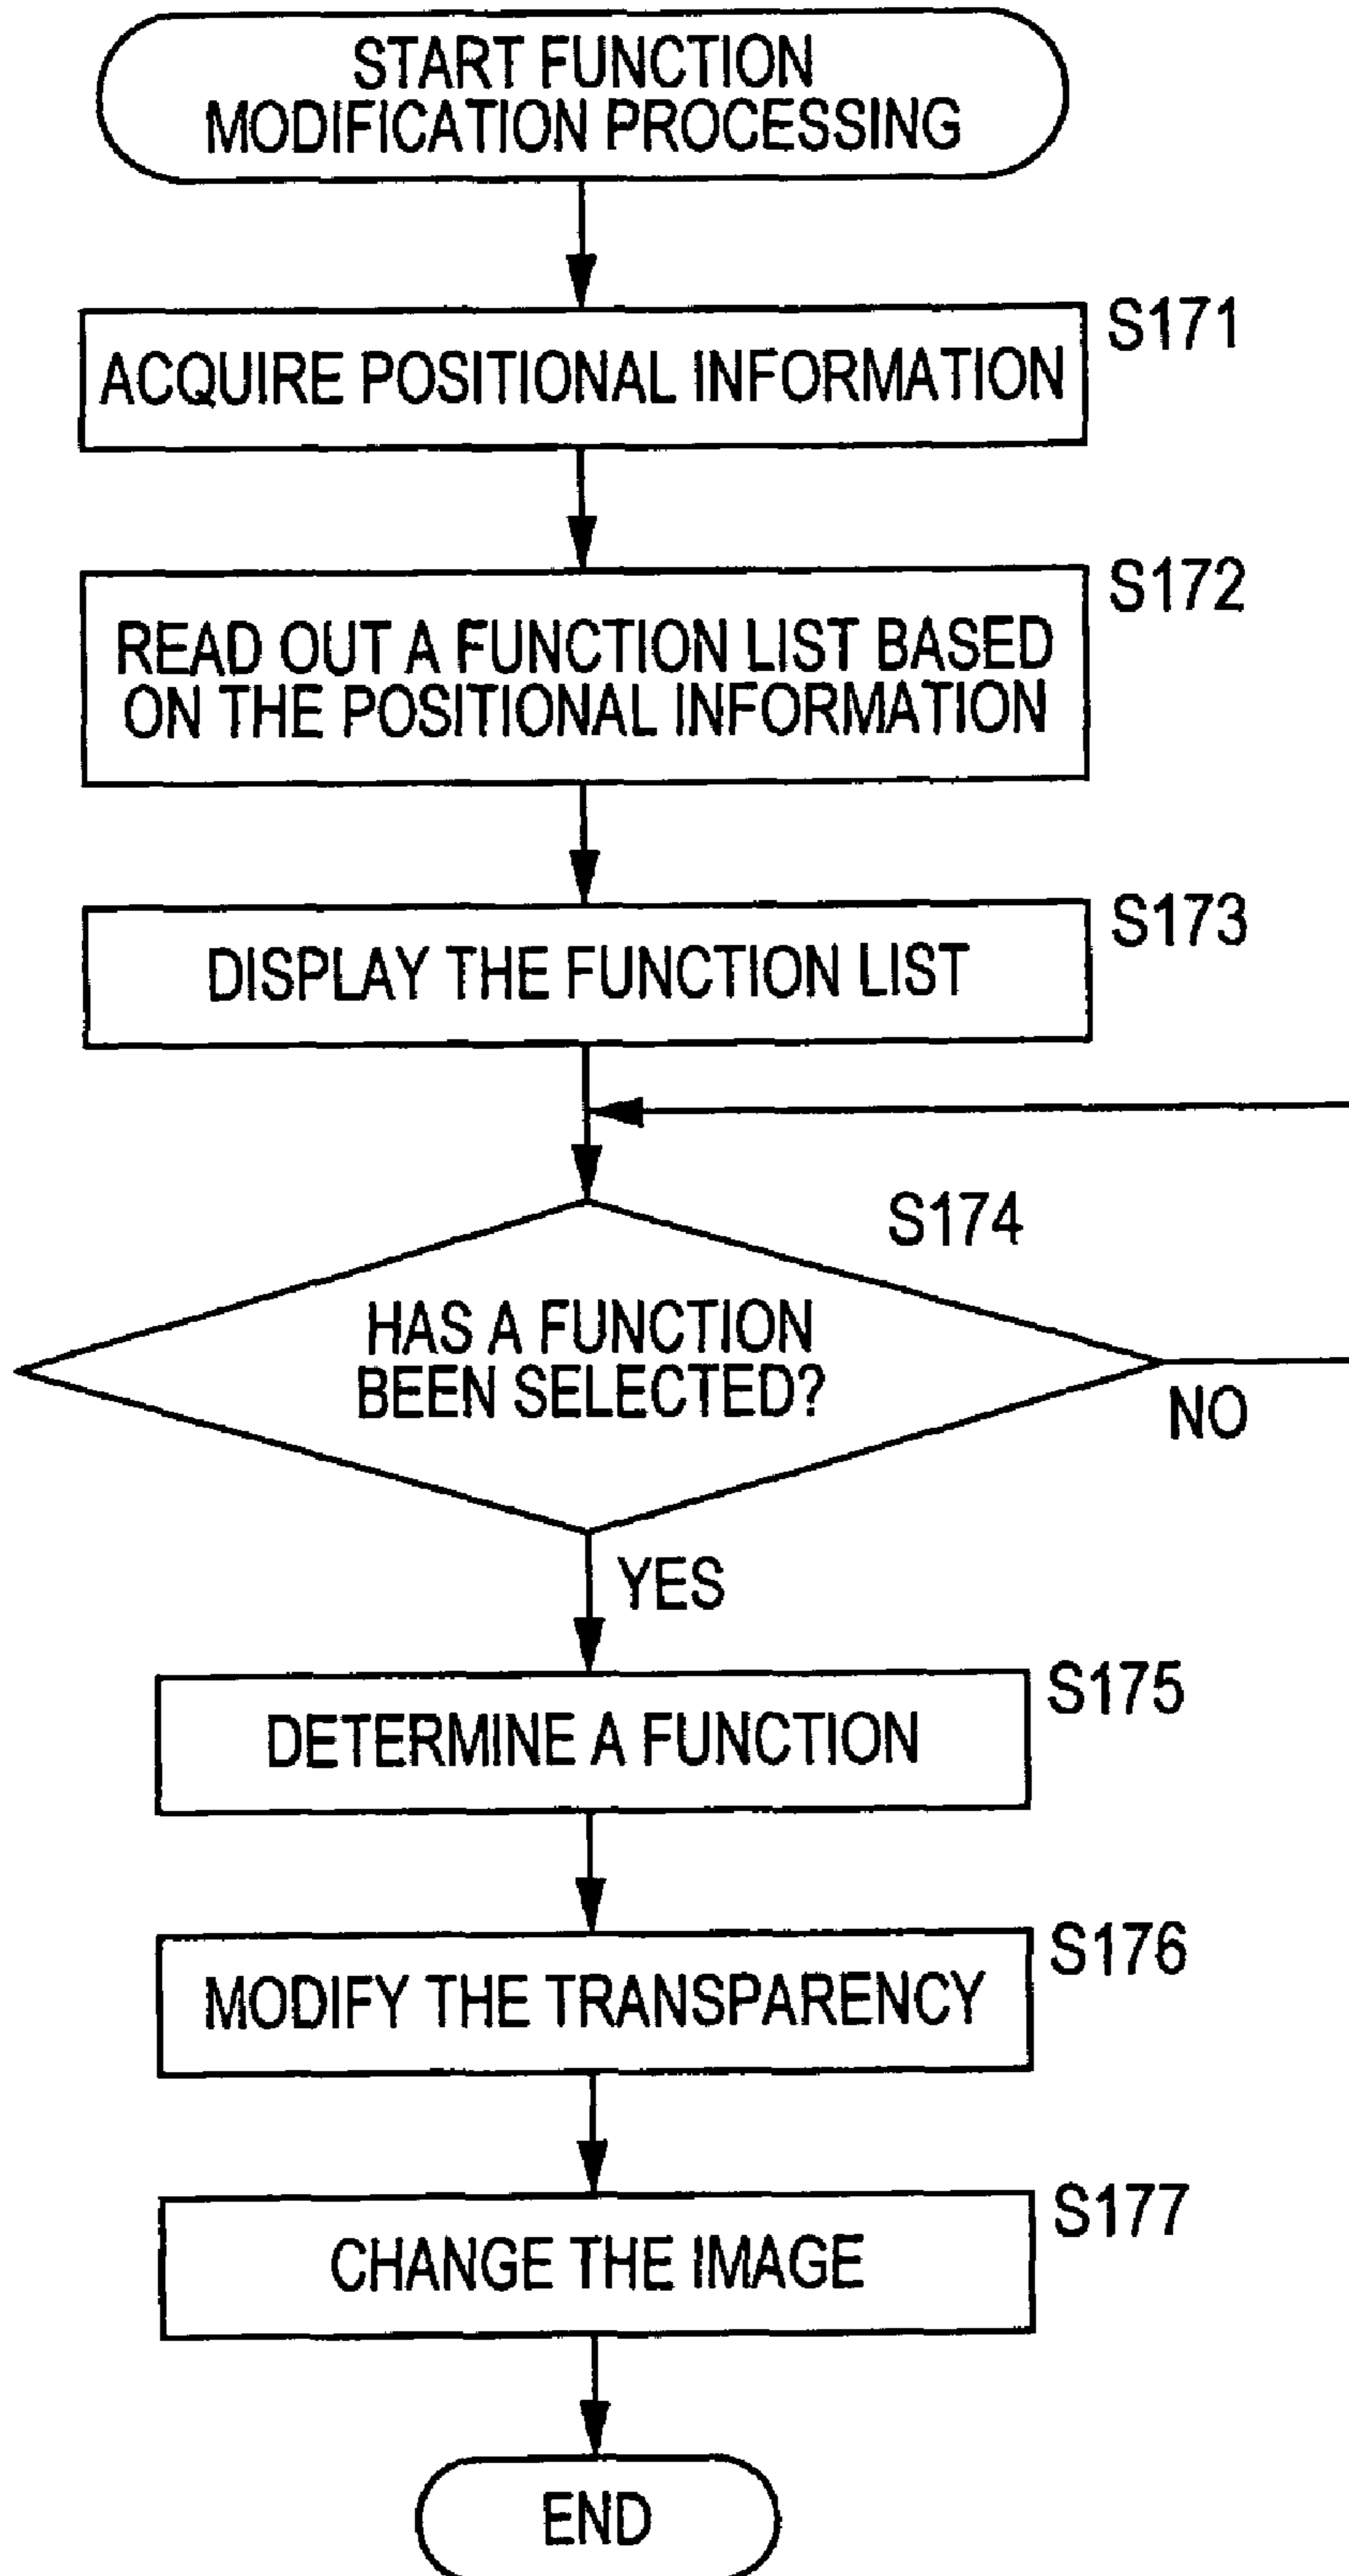 START FUNCTION
MODIFICATION PROCESSING
S171
ACQUIRE POSITIONAL INFORMATION
S172
READ OUT A FUNCTION LIST BASED
ON THE POSITIONAL INFORMATION
S173
DISPLAY THE FUNCTION LIST
S174
HAS A FUNCTION
BEEN SELECTED?
NO
YES
S175
DETERMINE A FUNCTION
S176
MODIFY THE TRANSPARENCY
S177
CHANGE THE IMAGE
END